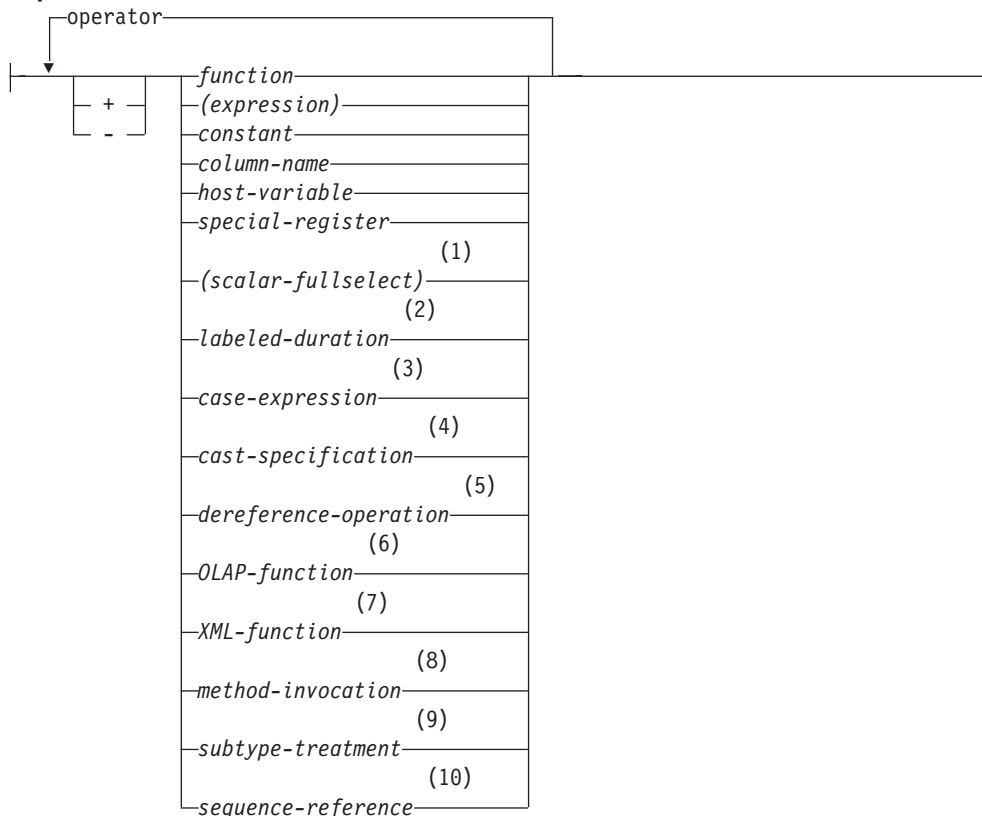 operator
function
+
(expression)
-
constant
column-name
host-variable
special-register
(1)
(scalar-fullselect)
(2)
labeled-duration
(3)
case-expression
(4)
cast-specification
(5)
dereference-operation
(6)
OLAP-function
(7)
XML-function
(8)
method-invocation
(9)
subtype-treatment
(10)
sequence-reference